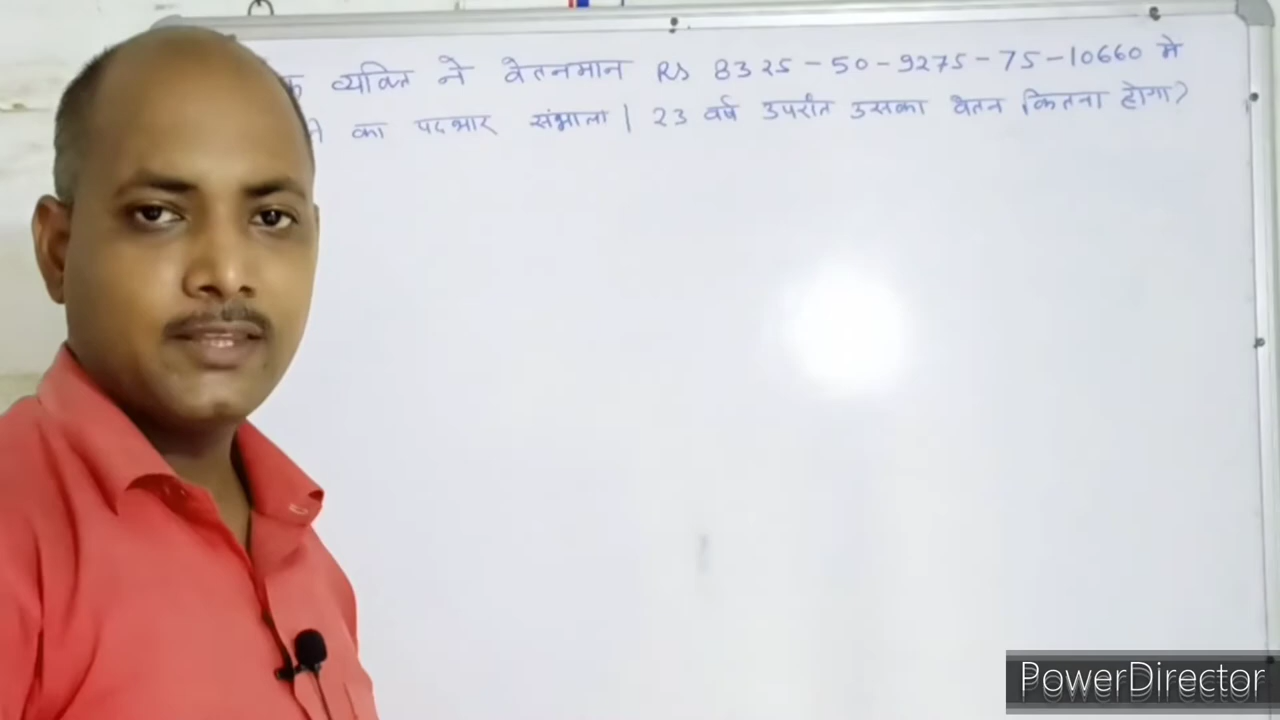 व्यक्ति ने वेतनमान RS 8325-50-9275-75-10660 मे
का पदभार संभाला | 23 वर्ष उपरांत उसका वेतन कितना होगा?
PowerDirector